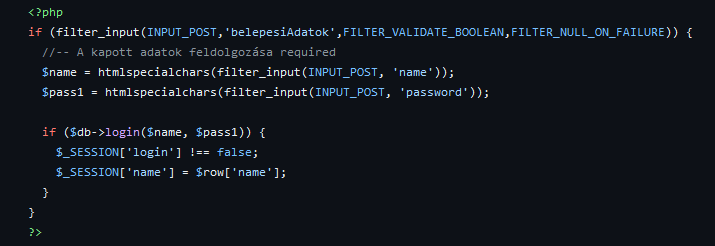 <?php
if (filter_input(INPUT_POST,'belepesiAdatok',FILTER_VALIDATE_BOOLEAN,FILTER_NULL_ON_FAILURE)) {
//-- A kapott adatok feldolgozása required
$name = htmlspecialchars(filter_input(INPUT_POST, 'name'));
$pass1 = htmlspecialchars(filter_input(INPUT_POST, 'password'));
if ($db->login($name, $pass1)) {
$_SESSION['login'] !== false;
$_SESSION['name'] = $row['name'];
}
}
?>